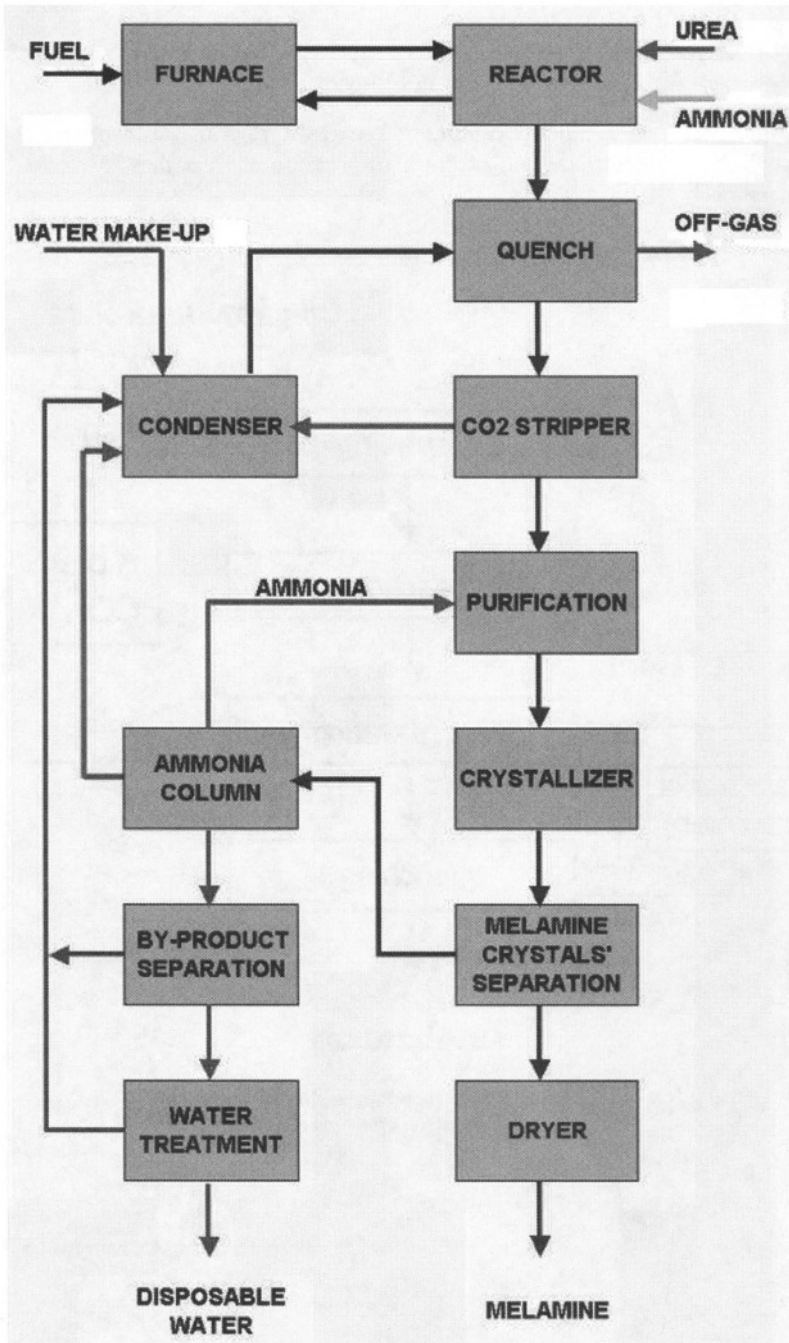 FUEL
FURNACE
REACTOR
UREA
AMMONIA
WATER MAKE-UP
QUENCH
OFF-GAS
CONDENSER
CO2 STRIPPER
AMMONIA
PURIFICATION
AMMONIA
COLUMN
CRYSTALLIZER
BY-PRODUCT
SEPARATION
MELAMINE
CRYSTALS'
SEPARATION
WATER
TREATMENT
DRYER
DISPOSABLE
WATER
MELAMINE